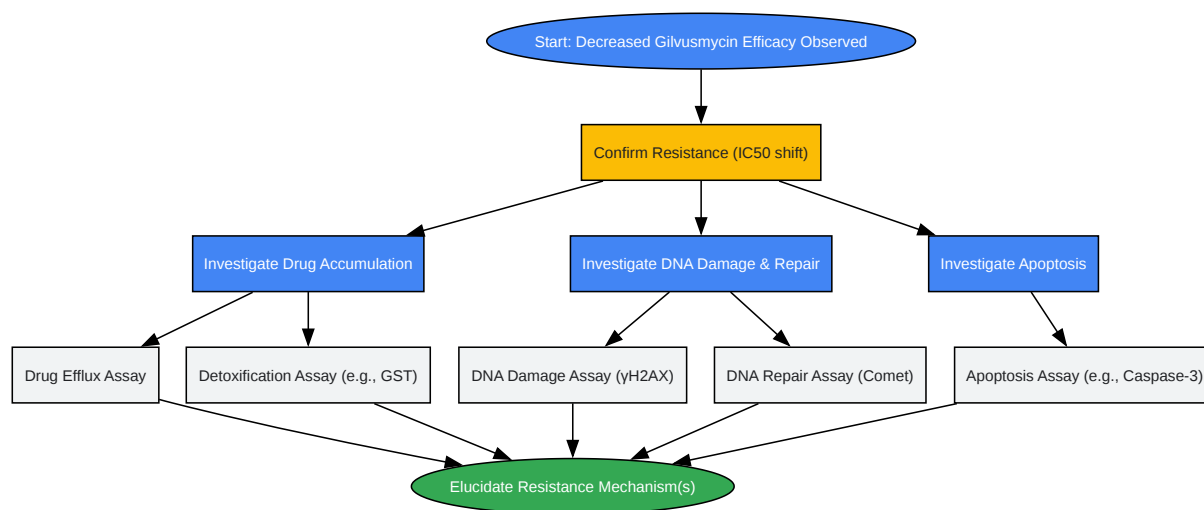 Start: Decreased Gilvusmycin Efficacy Observed
Confirm Resistance (IC50 shift)
Investigate Drug Accumulation
Investigate DNA Damage & Repair
Investigate Apoptosis
Drug Efflux Assay
Detoxification Assay (e.g., GST)
DNA Damage Assay (γH2AX)
DNA Repair Assay (Comet)
Apoptosis Assay (e.g., Caspase-3)
Elucidate Resistance Mechanism(s)